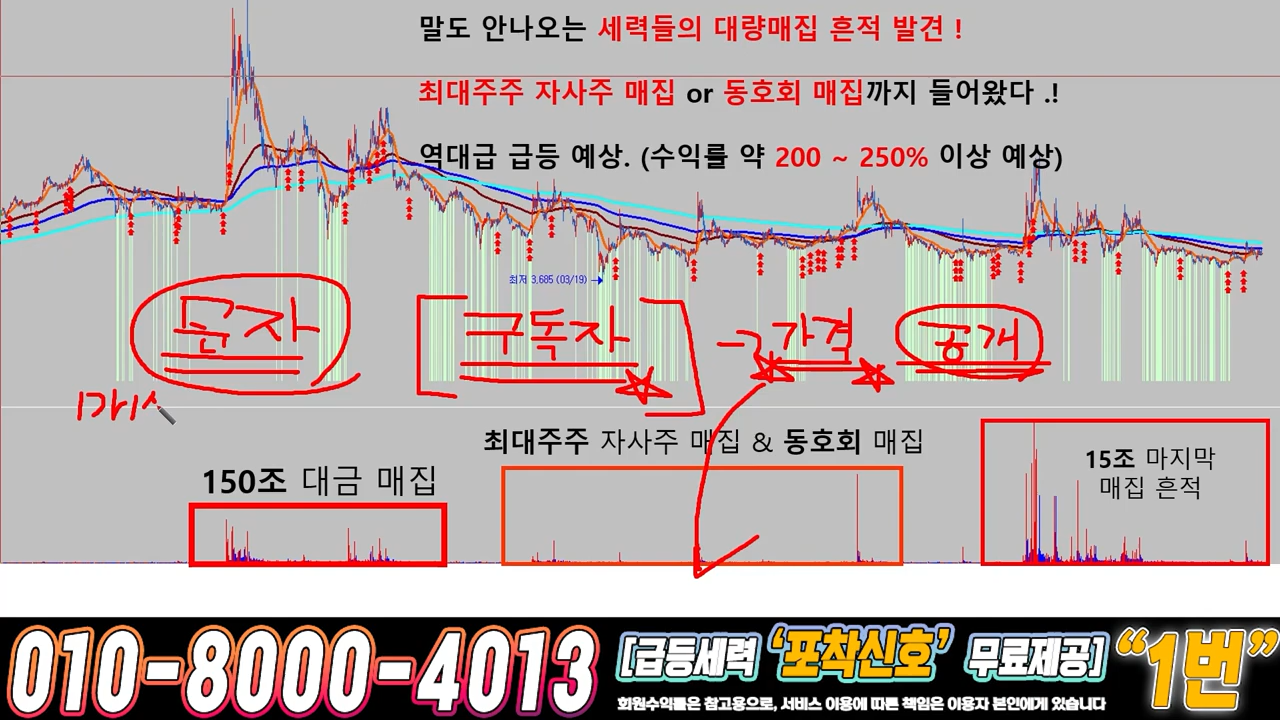 말도 안나오는 세력들의 대량매집 흔적 발견 !
최대주주 자사주 매집 or 동호회 매집까지 들어왔다 .!
역대급 급등 예상. (수익률 약 200 ~ 250% 이상 예상)
최저 3,685 (03/19)
문자 구독자 가격 공개
최대주주 자사주 매집 & 동호회 매집
150조 대금 매집
15조 마지막
매집 흔적
010-8000-4013 [급등세력 '포착신호' 무료제공] "1번"
회원수익률은 참고용으로, 서비스 이용에 따른 책임은 이용자 본인에게 있습니다